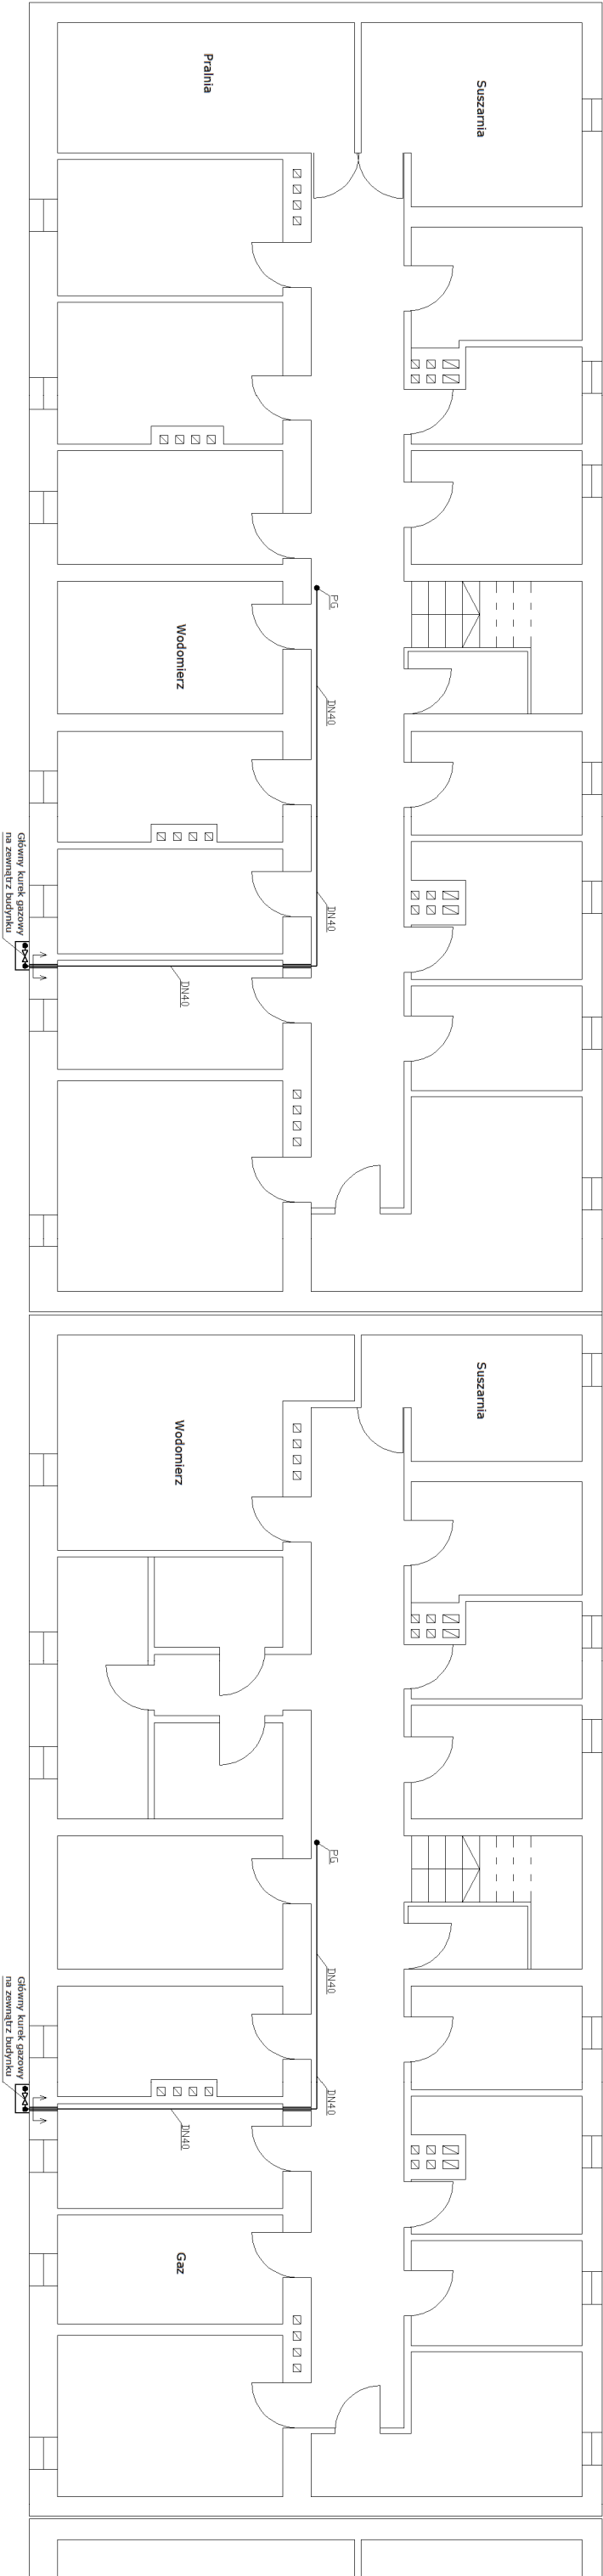 Pralnia
Suszarnia
Wodomierz
PG
DN40
DN40
DN40
Główny kurek gazowy
na zewnątrz budynku
Suszarnia
Wodomierz
PG
DN40
DN40
DN40
Główny kurek gazowy
na zewnątrz budynku
Gaz